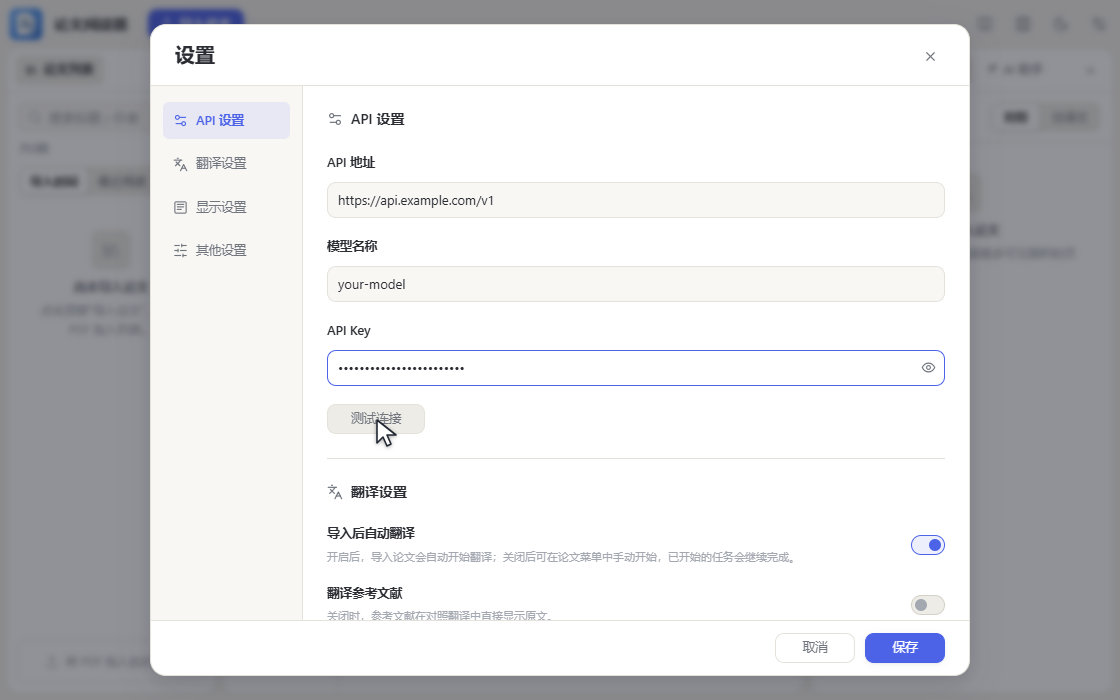 设置
API 设置
翻译设置
显示设置
其他设置
API 设置
API 地址
https://api.example.com/v1
模型名称
your-model
API Key
测试连接
翻译设置
导入后自动翻译
开启后，导入论文会自动开始翻译；关闭后可在论文菜单中手动开始，已开始的任务会继续完成。
翻译参考文献
关闭时，参考文献在对照翻译中直接显示原文。
取消
保存